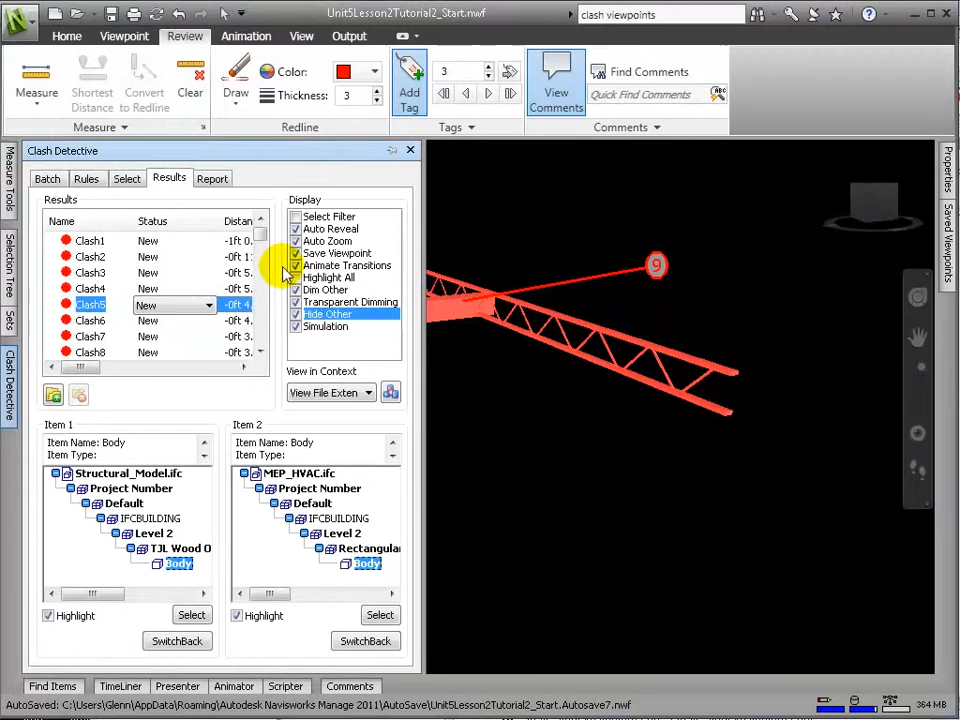 Unit5Lesson2Tutorial2_Start.nwf
clash viewpoints
Home Viewpoint Review Animation View Output
Measure
Shortest Distance
Convert to Redline
Clear
Draw
Color:
Thickness: 3
Add Tag
3
View Comments
Find Comments
Quick Find Comments
Measure
Redline
Tags
Comments
Measure Tools
Selection Tree
Sets
Clash Detective
Properties
Saved Viewpoints
Clash Detective
Batch Rules Select Results Report
Results
Name Status Distan
Clash1 New -1ft 0.
Clash2 New -0ft 1
Clash3 New -0ft 5.
Clash4 New -0ft 5.
Clash5 New -0ft 4.
Clash6 New -0ft 4.
Clash7 New -0ft 3.
Clash8 New -0ft 3.
Display
Select Filter
Auto Reveal
Auto Zoom
Save Viewpoint
Animate Transitions
Highlight All
Dim Other
Transparent Dimming
Hide Other
Simulation
View in Context
View File Exten
9
Item 1
Item Name: Body
Item Type:
Structural_Model.ifc
Project Number
Default
IFCBUILDING
Level 2
TJL Wood O
Body
Highlight
Select
SwitchBack
Item 2
Item Name: Body
Item Type:
MEP_HVAC.ifc
Project Number
Default
IFCBUILDING
Level 2
Rectangular
Body
Highlight
Select
SwitchBack
Find Items TimeLiner Presenter Animator Scripter Comments
AutoSaved: C:\Users\Glenn\AppData\Roaming\Autodesk Navisworks Manage 2011\AutoSave\Unit5Lesson2Tutorial2_Start.Autosave7.nwf
364 MB